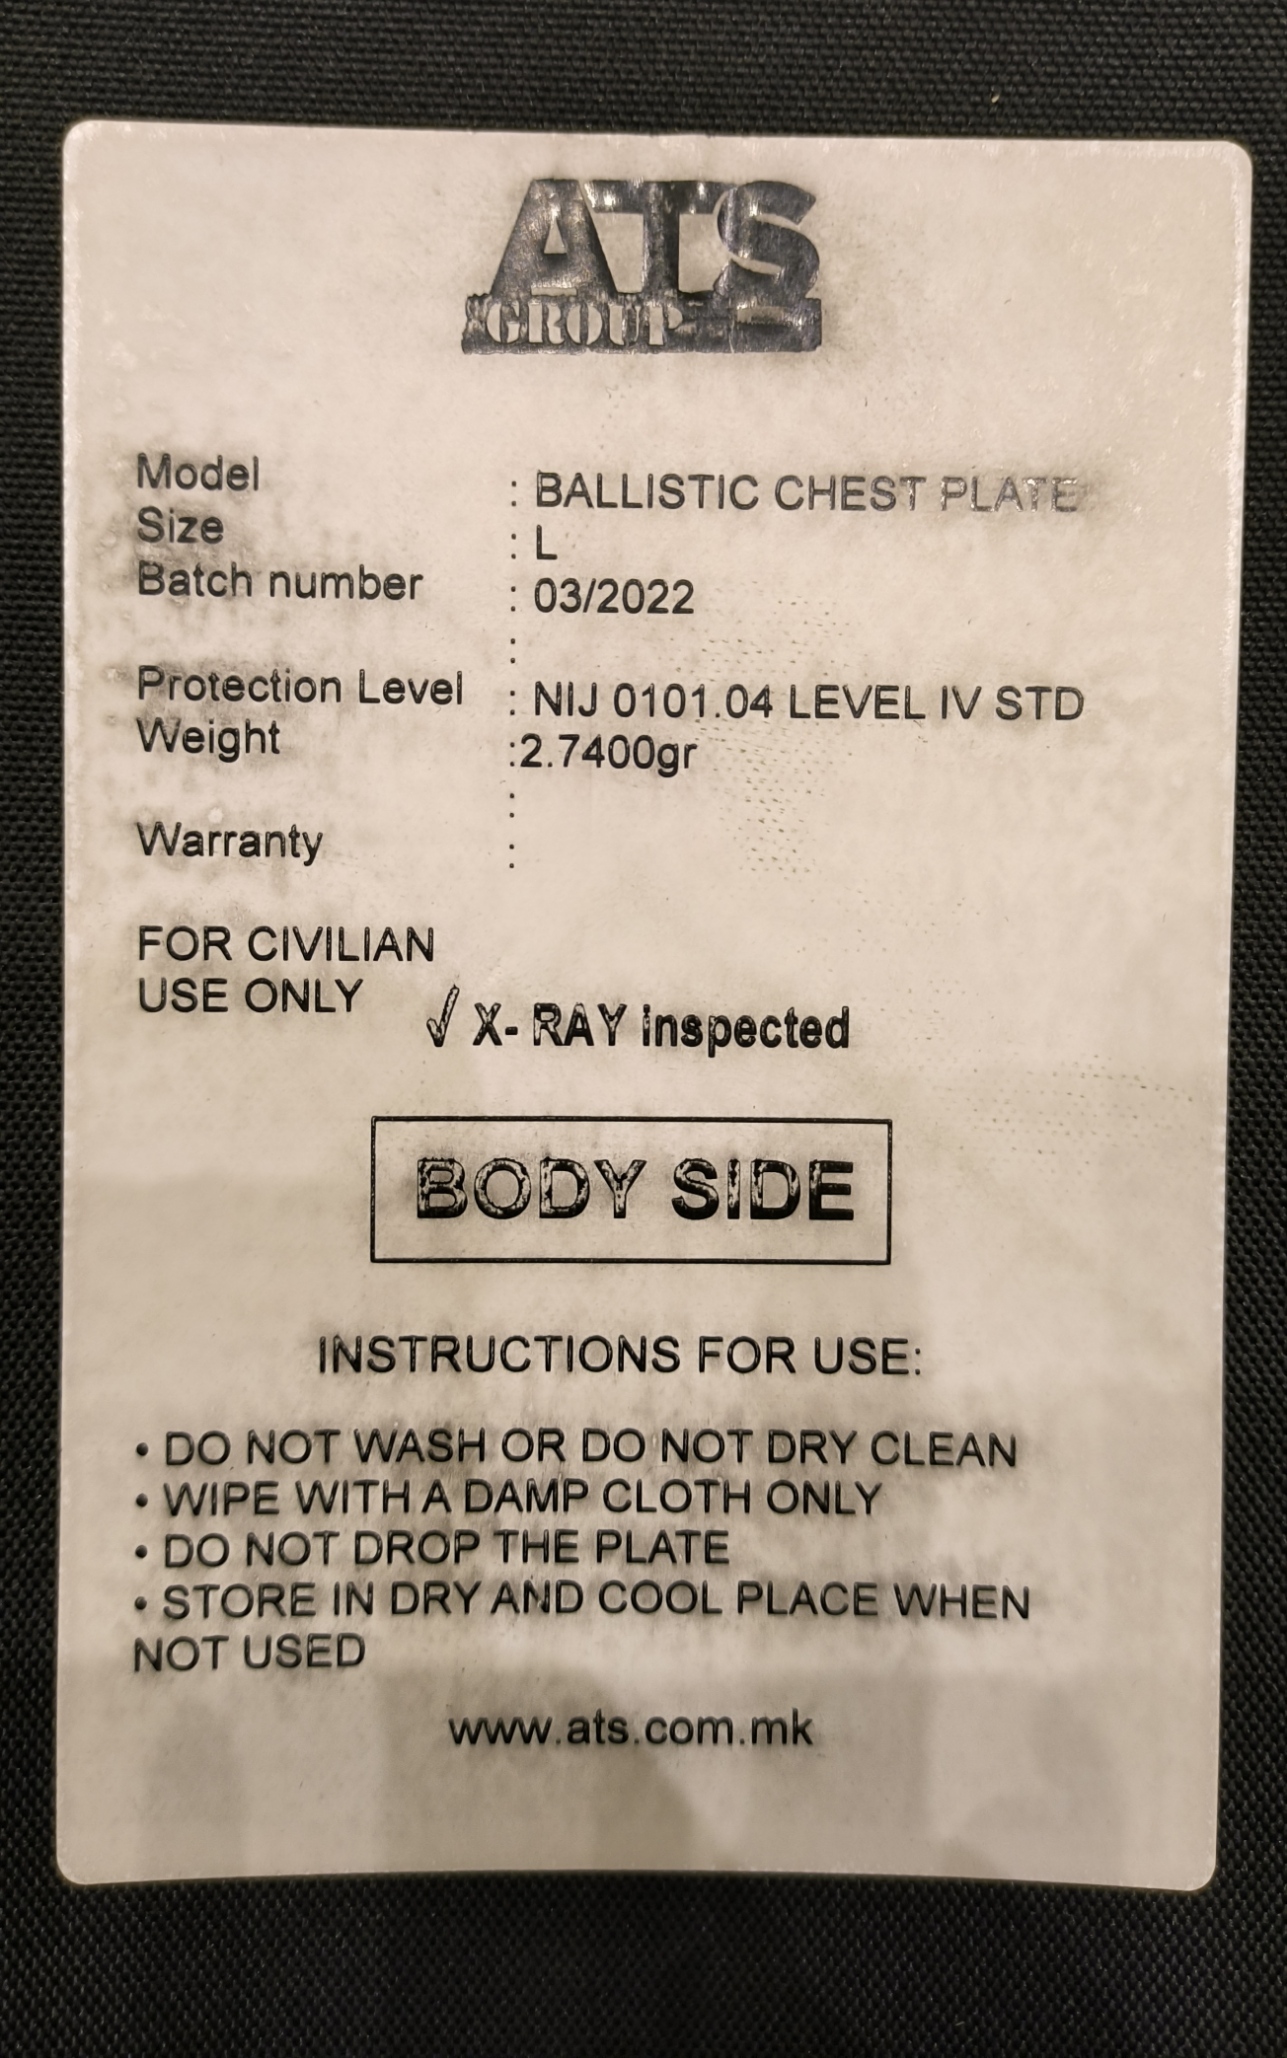 ATS
GROUP
Model : BALLISTIC CHEST PLATE
Size : L
Batch number : 03/2022
:
Protection Level : NIJ 0101.04 LEVEL IV STD
Weight :2.7400gr
:
Warranty :
FOR CIVILIAN
USE ONLY
√ X- RAY inspected
BODY SIDE
INSTRUCTIONS FOR USE:
• DO NOT WASH OR DO NOT DRY CLEAN
• WIPE WITH A DAMP CLOTH ONLY
• DO NOT DROP THE PLATE
• STORE IN DRY AND COOL PLACE WHEN
NOT USED
www.ats.com.mk